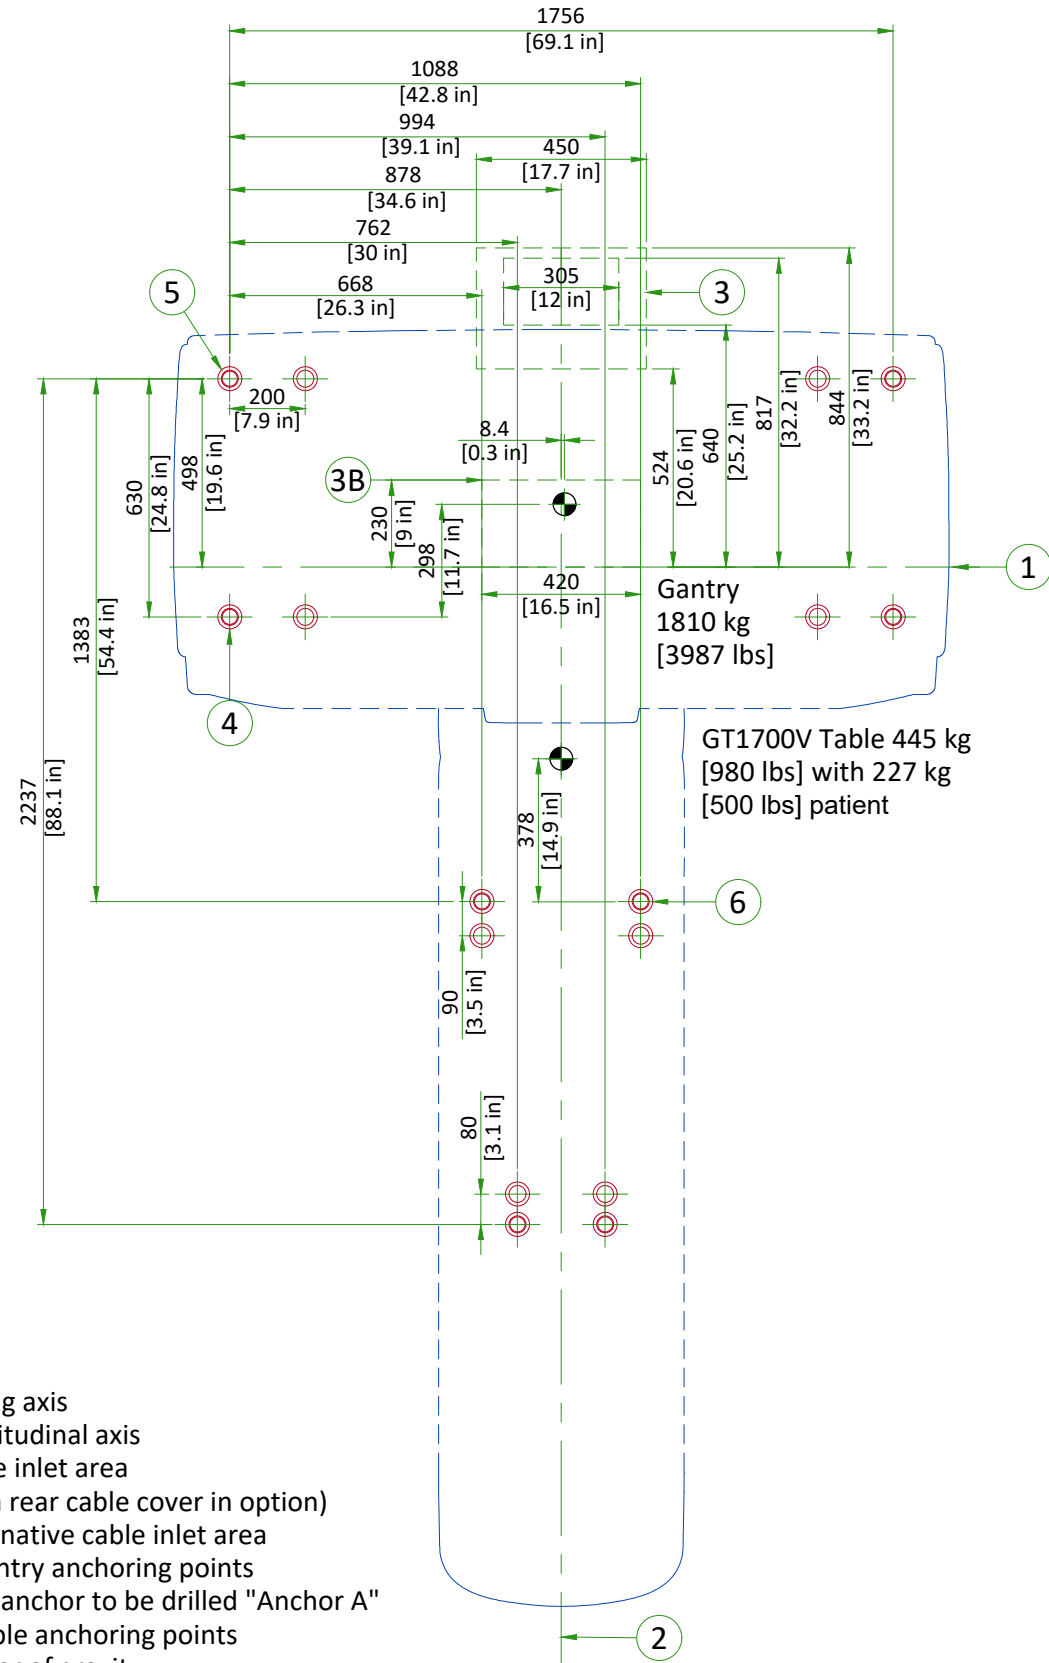 1756
[69.1 in]
1088
[42.8 in]
994
[39.1 in]
450
[17.7 in]
878
[34.6 in]
762
[30 in]
668
[26.3 in]
305
[12 in]
5
3
200
[7.9 in]
8.4
[0.3 in]
3B
498
[19.6 in]
630
[24.8 in]
230
[9 in]
298
[11.7 in]
524
[20.6 in]
640
[25.2 in]
817
[32.2 in]
844
[33.2 in]
1
420
[16.5 in]
Gantry
1810 kg
[3987 lbs]
1383
[54.4 in]
4
GT1700V Table 445 kg
[980 lbs] with 227 kg
[500 lbs] patient
2237
[88.1 in]
378
[14.9 in]
6
90
[3.5 in]
80
[3.1 in]
g axis
itudinal axis
e inlet area
rear cable cover in option)
native cable inlet area
ntry anchoring points
anchor to be drilled "Anchor A"
ble anchoring points
2